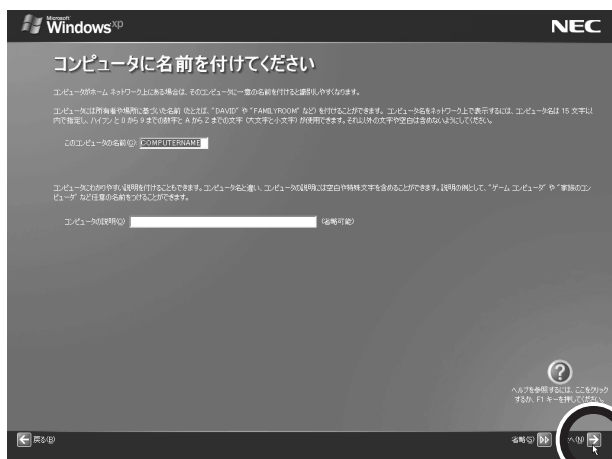 Microsoft
Windows xp
NEC
コンピュータに名前を付けてください
コンピュータがホーム ネットワーク上にある場合は、そのコンピュータに一意の名前を付けると識別しやすくなります。
コンピュータには所有者や場所に基づいた名前 (たとえば、"DAVID" や "FAMILYROOM" など) を付けることができます。コンピュータ名をネットワーク上で表示するには、コンピュータ名は 15 文字以
内で指定し、ハイフンと 0 から 9 までの数字と A から Z までの文字 (大文字と小文字) が使用できます。それ以外の文字や空白は含めないようにしてください。
このコンピュータの名前(C): COMPUTERNAME
コンピュータにわかりやすい説明を付けることもできます。コンピュータ名と違い、コンピュータの説明には空白や特殊文字を含めることができます。説明の例として、"ゲーム コンピュータ" や "家族のコン
ピュータ" など任意の名前をつけることができます。
コンピュータの説明(O): (省略可能)
ヘルプを参照するには、ここをクリック
するか、F1 キーを押してください。
戻る(B)
省略(S)
へ(N)